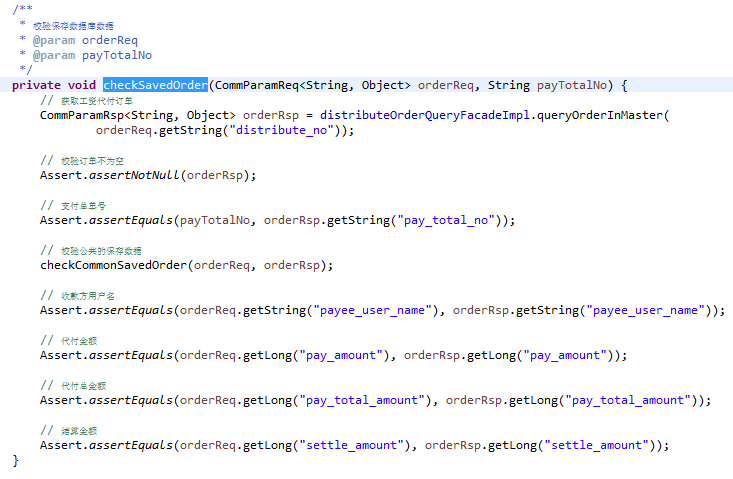 /**
 * 校验保存数据库数据
 * @param orderReq
 * @param payTotalNo
 */
private void checkSavedOrder(CommParamReq<String, Object> orderReq, String payTotalNo) {
    // 获取工资代付订单
    CommParamRsp<String, Object> orderRsp = distributeOrderQueryFacadeImpl.queryOrderInMaster(
            orderReq.getString("distribute_no"));

    // 校验订单不为空
    Assert.assertNotNull(orderRsp);

    // 支付总单号
    Assert.assertEquals(payTotalNo, orderRsp.getString("pay_total_no"));

    // 校验公共的保存数据
    checkCommonSavedOrder(orderReq, orderRsp);

    // 收款方用户名
    Assert.assertEquals(orderReq.getString("payee_user_name"), orderRsp.getString("payee_user_name"));

    // 代付金额
    Assert.assertEquals(orderReq.getLong("pay_amount"), orderRsp.getLong("pay_amount"));

    // 代付总金额
    Assert.assertEquals(orderReq.getLong("pay_total_amount"), orderRsp.getLong("pay_total_amount"));

    // 结算金额
    Assert.assertEquals(orderReq.getLong("settle_amount"), orderRsp.getLong("settle_amount"));
}